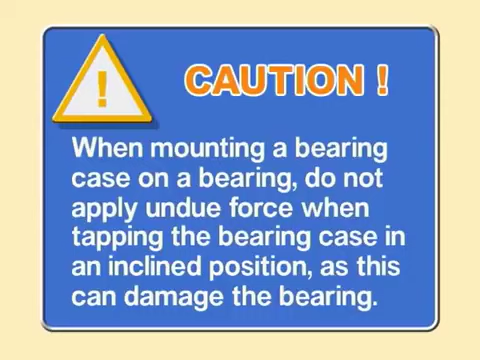 CAUTION !
When mounting a bearing
case on a bearing, do not
apply undue force when
tapping the bearing case in
an inclined position, as this
can damage the bearing.